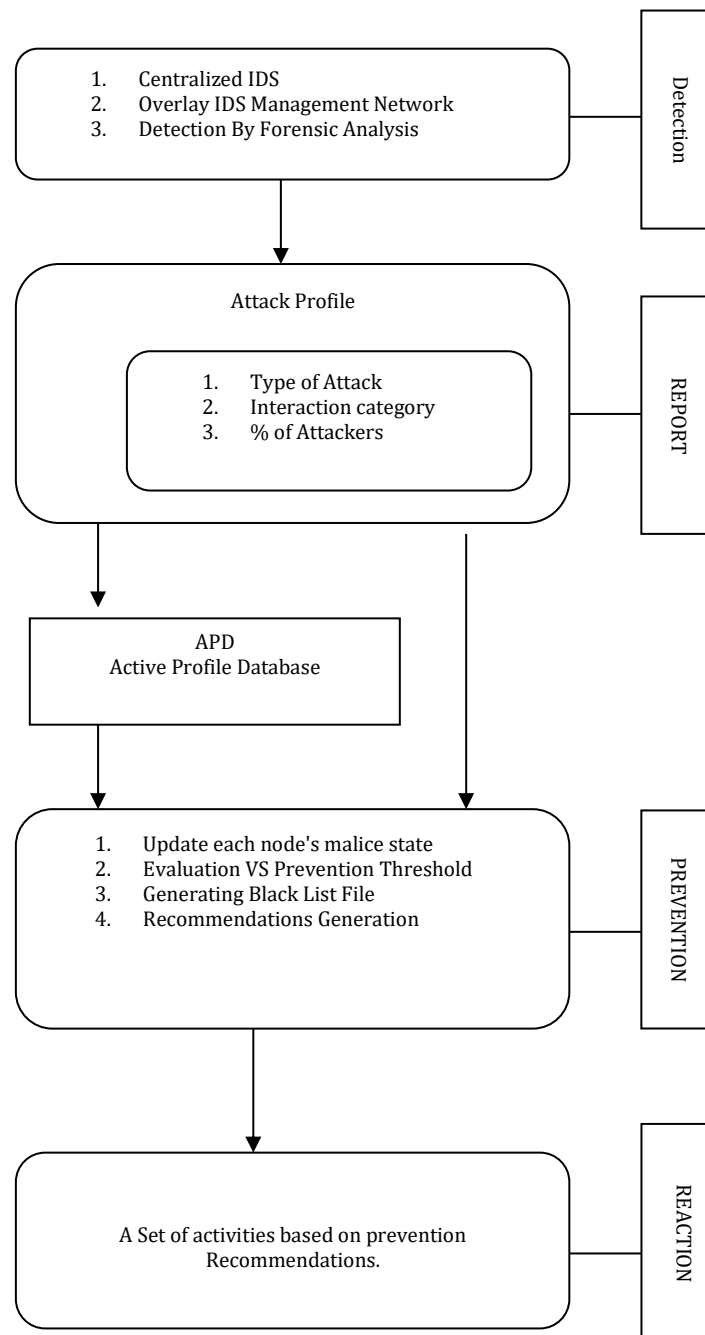 1. Centralized IDS
2. Overlay IDS Management Network
3. Detection By Forensic Analysis
Detection
Attack Profile
1. Type of Attack
2. Interaction category
3. % of Attackers
REPORT
APD
Active Profile Database
1. Update each node's malice state
2. Evaluation VS Prevention Threshold
3. Generating Black List File
4. Recommendations Generation
PREVENTION
A Set of activities based on prevention
Recommendations.
REACTION